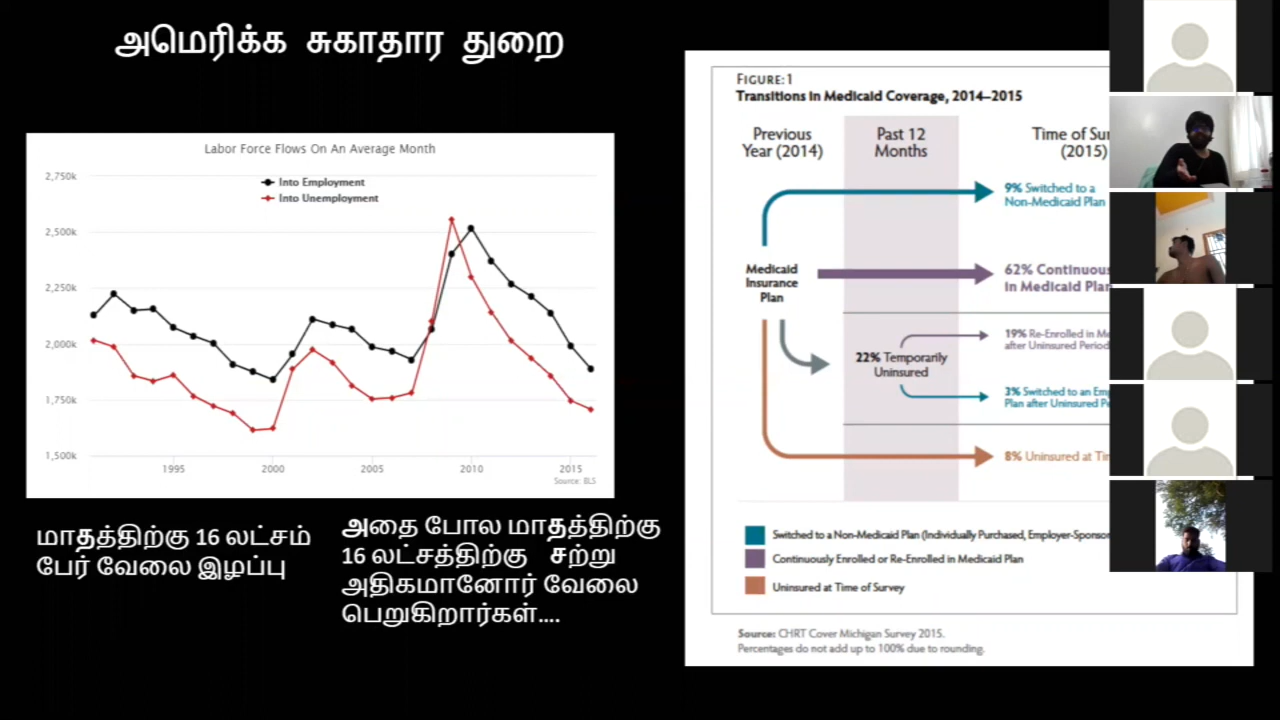 அமெரிக்க சுகாதார துறை
Labor Force Flows On An Average Month
2,750k
Into Employment
Into Unemployment
2,500k
2,250k
2,000k
1,750k
1,500k
1995 2000 2005 2010 2015
Source: BLS
மாதத்திற்கு 16 லட்சம்
பேர் வேலை இழப்பு
அதை போல மாதத்திற்கு
16 லட்சத்திற்கு சற்று
அதிகமானோர் வேலை
பெறுகிறார்கள்....
FIGURE: 1
Transitions in Medicaid Coverage, 2014–2015
Previous
Year (2014)
Past 12
Months
Time of
(2015)
9% Switched to a
Non-Medicaid Plan
Medicaid
Insurance
Plan
62% Continuous
in Medicaid Plan
22% Temporarily
Uninsured
19% Re-Enrolled in
after Uninsured Period
3% Switched to an
Plan after Uninsured
8% Uninsured at
Switched to a Non-Medicaid Plan (Individually Purchased, Employer-Sponsor
Continuously Enrolled or Re-Enrolled in Medicaid Plan
Uninsured at Time of Survey
Source: CHRT Cover Michigan Survey 2015.
Percentages do not add up to 100% due to rounding.